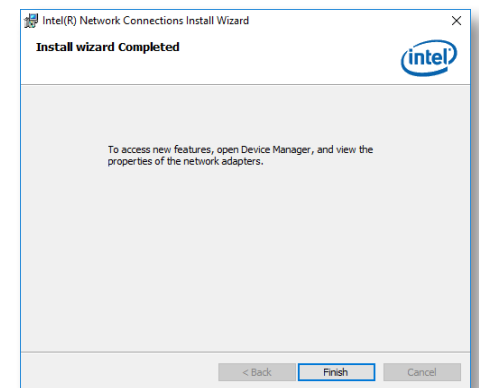 Intel(R) Network Connections Install Wizard
Install wizard Completed
intel
To access new features, open Device Manager, and view the
properties of the network adapters.
< Back
Finish
Cancel